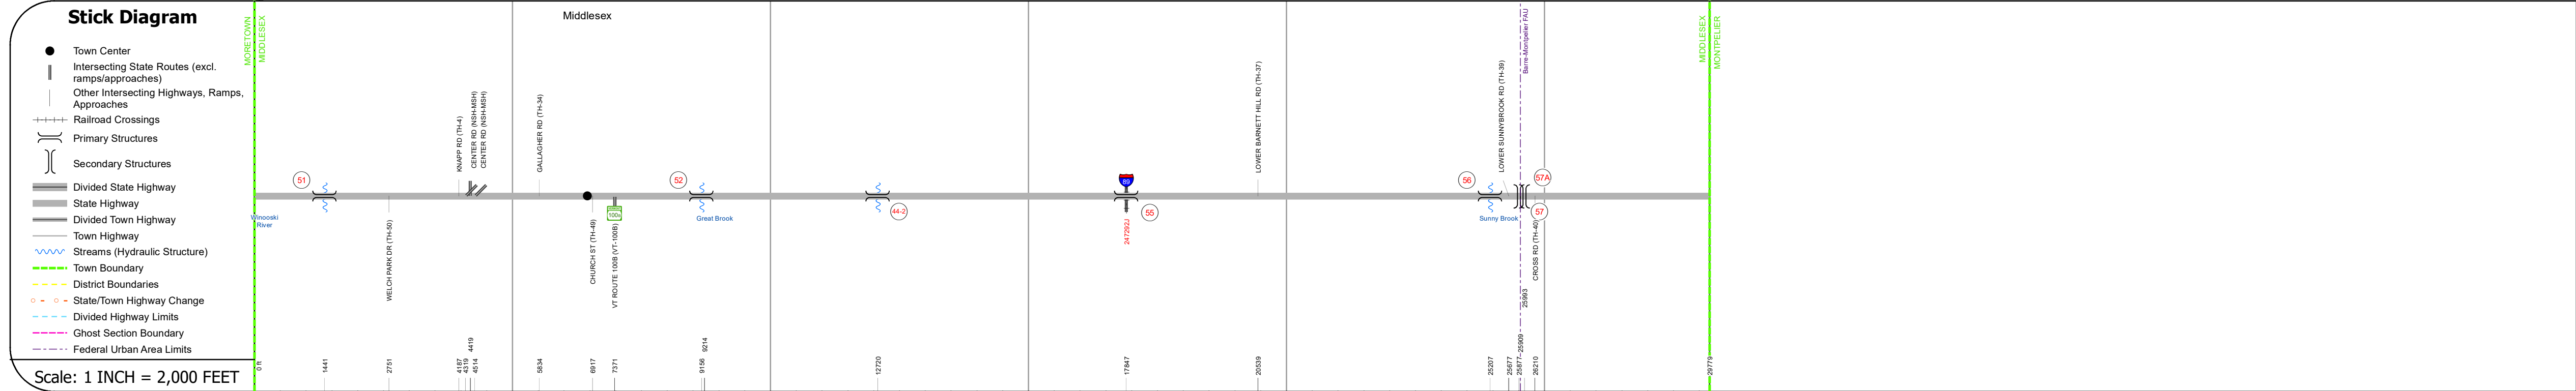 Stick Diagram
Town Center
Intersecting State Routes (excl.
ramps/approaches)
Other Intersecting Highways, Ramps,
Approaches
Railroad Crossings
Primary Structures
Secondary Structures
Divided State Highway
State Highway
Divided Town Highway
Town Highway
Streams (Hydraulic Structure)
Town Boundary
District Boundaries
State/Town Highway Change
Divided Highway Limits
Ghost Section Boundary
Federal Urban Area Limits
Scale: 1 INCH = 2,000 FEET
Middlesex
MORETOWN
MIDDLESEX
Winooski
River
51
WELCH PARK DR (TH-50)
KNAPP RD (TH-4)
CENTER RD (NSH-MSH)
CENTER RD (NSH-MSH)
GALLAGHER RD (TH-34)
CHURCH ST (TH-49)
VT ROUTE 100B (VT-100B)
100B
52
Great Brook
44-2
89
55
247292J
LOWER BARNETT HILL RD (TH-37)
56
Sunny Brook
LOWER SUNNYBROOK RD (TH-39)
Barre-Montpelier FAU
57A
57
CROSS RD (TH-40)
MIDDLESEX
MONTPELIER
0 ft
1441
2751
4187
4319
4419
4514
5834
6917
7371
9156
9214
12720
17847
20539
25207
25677
25877
25909
25993
26210
29779